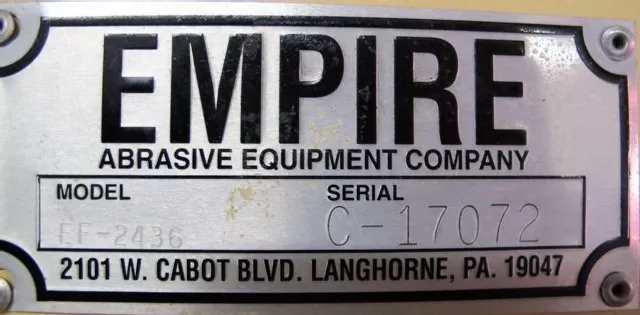 EMPIRE
ABRASIVE EQUIPMENT COMPANY
MODEL SERIAL
EF-2436 C-17072
2101 W. CABOT BLVD. LANGHORNE, PA. 19047